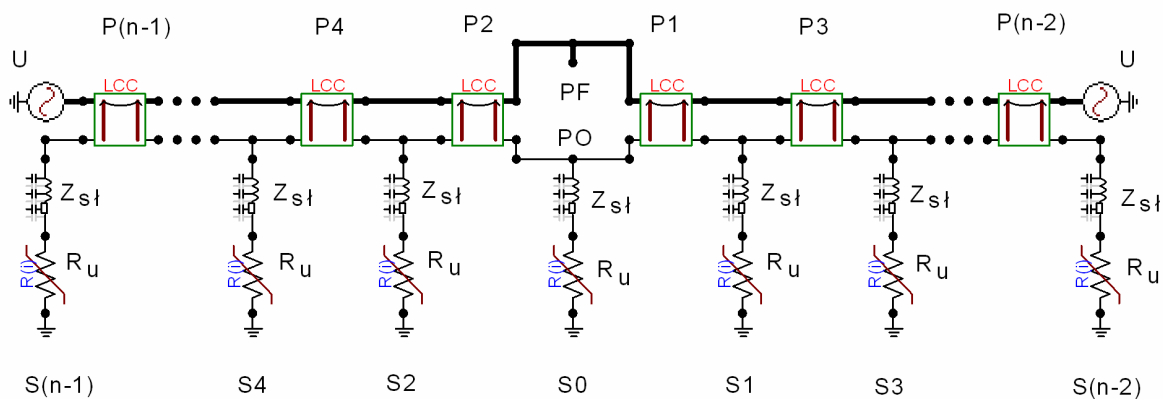 P(n-1) P4 P2 P1 P3 P(n-2)
U U
LCC LCC LCC LCC LCC LCC
PF
PO
Zsł Zsł Zsł Zsł Zsł Zsł Zsł
R(i) Ru R(i) Ru R(i) Ru R(i) Ru R(i) Ru R(i) Ru R(i) Ru
S(n-1) S4 S2 S0 S1 S3 S(n-2)